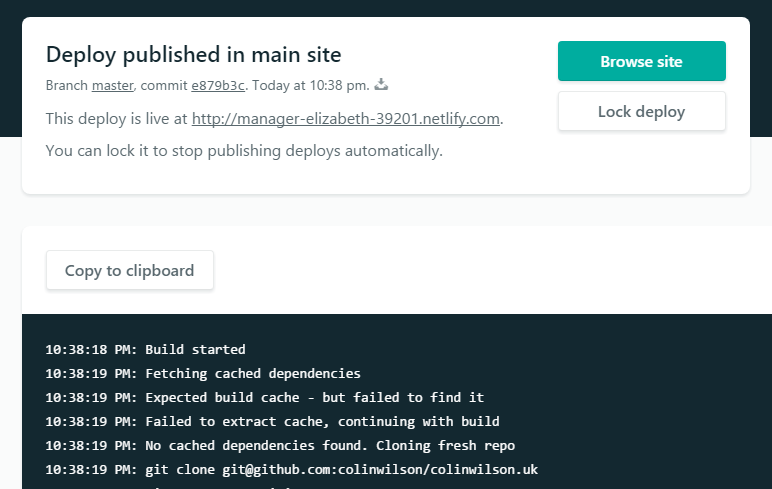 Deploy published in main site
Browse site
Branch master, commit e879b3c. Today at 10:38 pm.
Lock deploy
This deploy is live at http://manager-elizabeth-39201.netlify.com.
You can lock it to stop publishing deploys automatically.
Copy to clipboard
10:38:18 PM: Build started
10:38:19 PM: Fetching cached dependencies
10:38:19 PM: Expected build cache - but failed to find it
10:38:19 PM: Failed to extract cache, continuing with build
10:38:19 PM: No cached dependencies found. Cloning fresh repo
10:38:19 PM: git clone git@github.com:colinwilson/colinwilson.uk